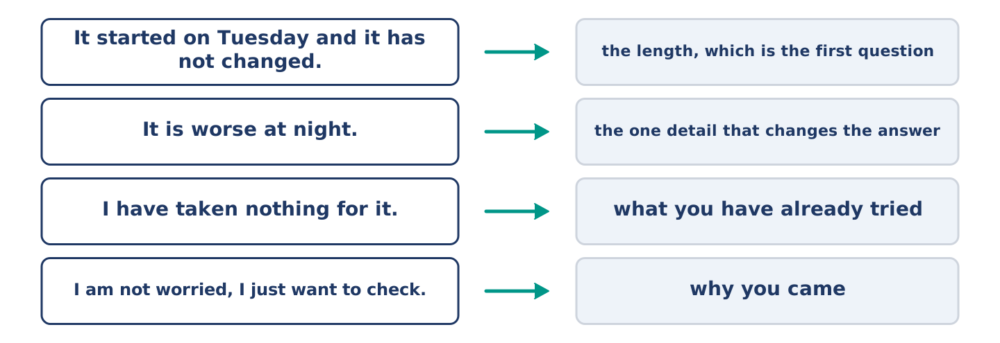 It started on Tuesday and it has
not changed.
the length, which is the first question
It is worse at night.
the one detail that changes the answer
I have taken nothing for it.
what you have already tried
I am not worried, I just want to check.
why you came